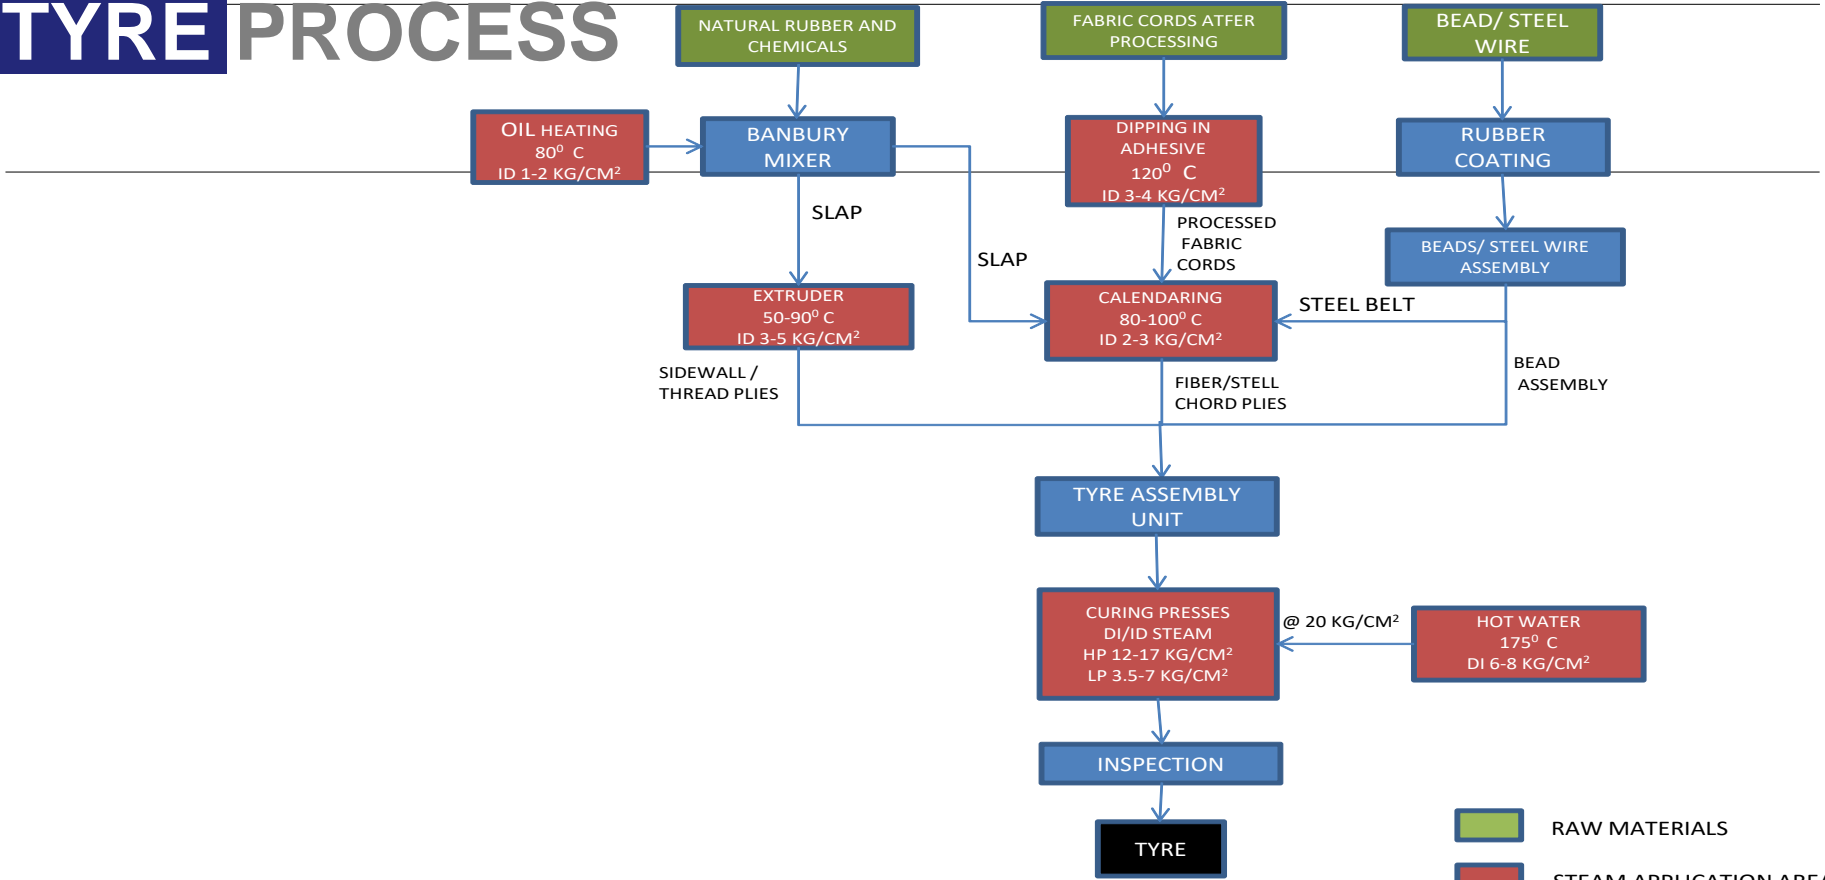 TYRE PROCESS
NATURAL RUBBER AND
CHEMICALS
FABRIC CORDS ATFER
PROCESSING
BEAD/ STEEL
WIRE
OIL HEATING
80⁰ C
ID 1-2 KG/CM²
BANBURY
MIXER
DIPPING IN
ADHESIVE
120⁰ C
ID 3-4 KG/CM²
RUBBER
COATING
SLAP
SLAP
PROCESSED
FABRIC
CORDS
BEADS/ STEEL WIRE
ASSEMBLY
EXTRUDER
50-90⁰ C
ID 3-5 KG/CM²
CALENDARING
80-100⁰ C
ID 2-3 KG/CM²
STEEL BELT
SIDEWALL /
THREAD PLIES
FIBER/STELL
CHORD PLIES
BEAD
ASSEMBLY
TYRE ASSEMBLY
UNIT
CURING PRESSES
DI/ID STEAM
HP 12-17 KG/CM²
LP 3.5-7 KG/CM²
@ 20 KG/CM²
HOT WATER
175⁰ C
DI 6-8 KG/CM²
INSPECTION
TYRE
RAW MATERIALS
STEAM APPLICATION